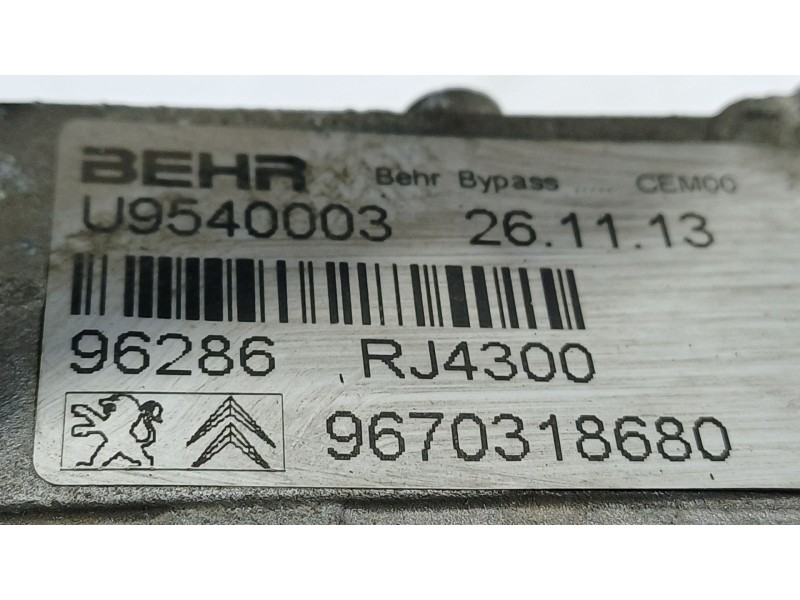 BEHR Behr Bypass ..... CEM00
U9540003 26.11.13
96286 RJ4300
9670318680